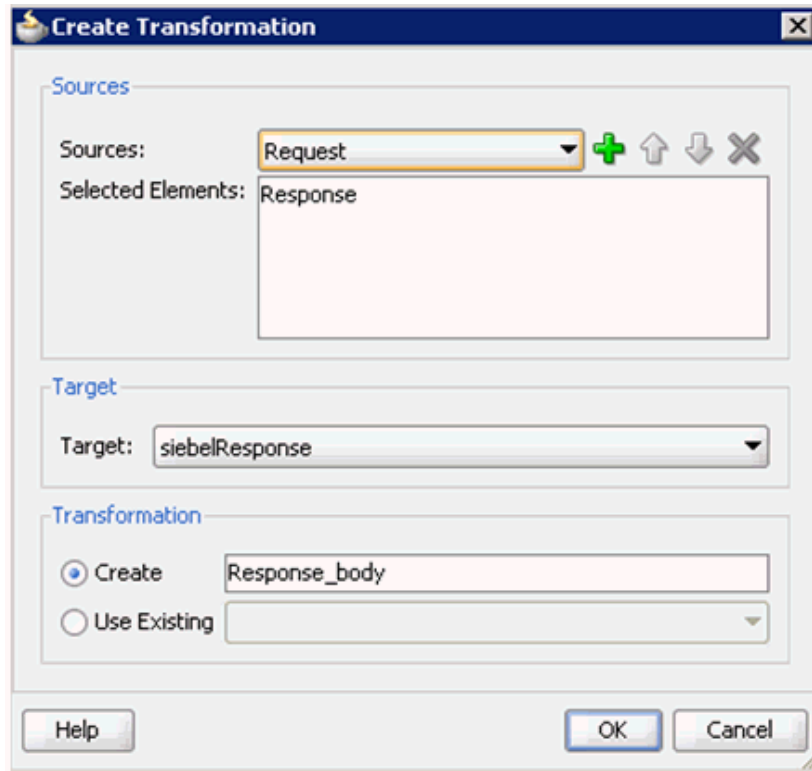 Create Transformation
Sources
Sources: Request
Selected Elements: Response
Target
Target: siebelResponse
Transformation
Create Response_body
Use Existing
Help OK Cancel